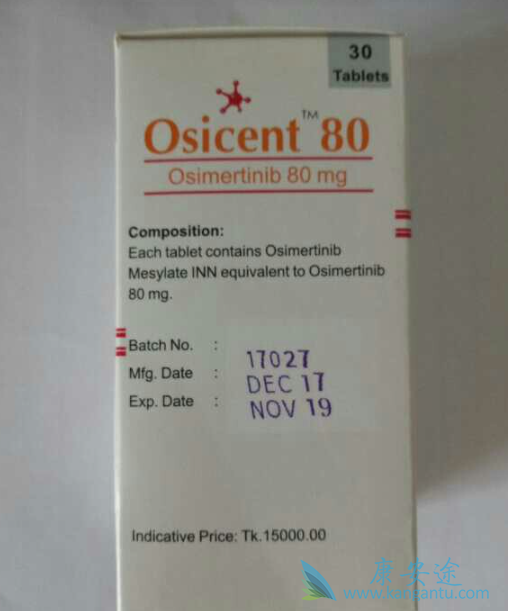 30
Tablets
Osicent™ 80
Osimertinib 80 mg
Composition:
Each tablet contains Osimertinib
Mesylate INN equivalent to Osimertinib
80 mg.
Batch No. : 17027
Mfg. Date : DEC 17
Exp. Date : NOV 19
Indicative Price: Tk.15000.00
康安途
www.kangantu.com